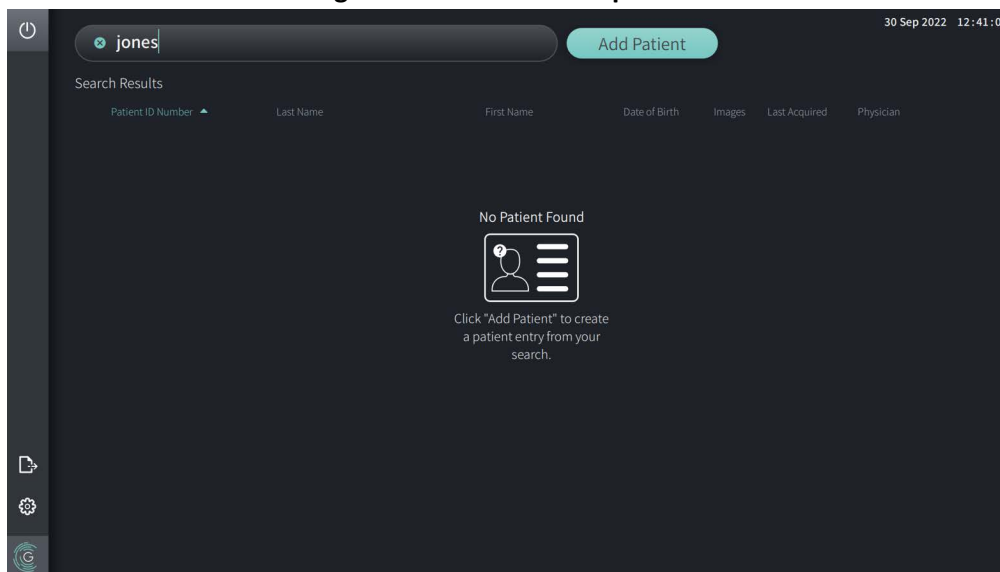 30 Sep 2022 12:41:0
jones
Add Patient
Search Results
Patient ID Number Last Name First Name Date of Birth Images Last Acquired Physician
No Patient Found
?
Click "Add Patient" to create
a patient entry from your
search.
G